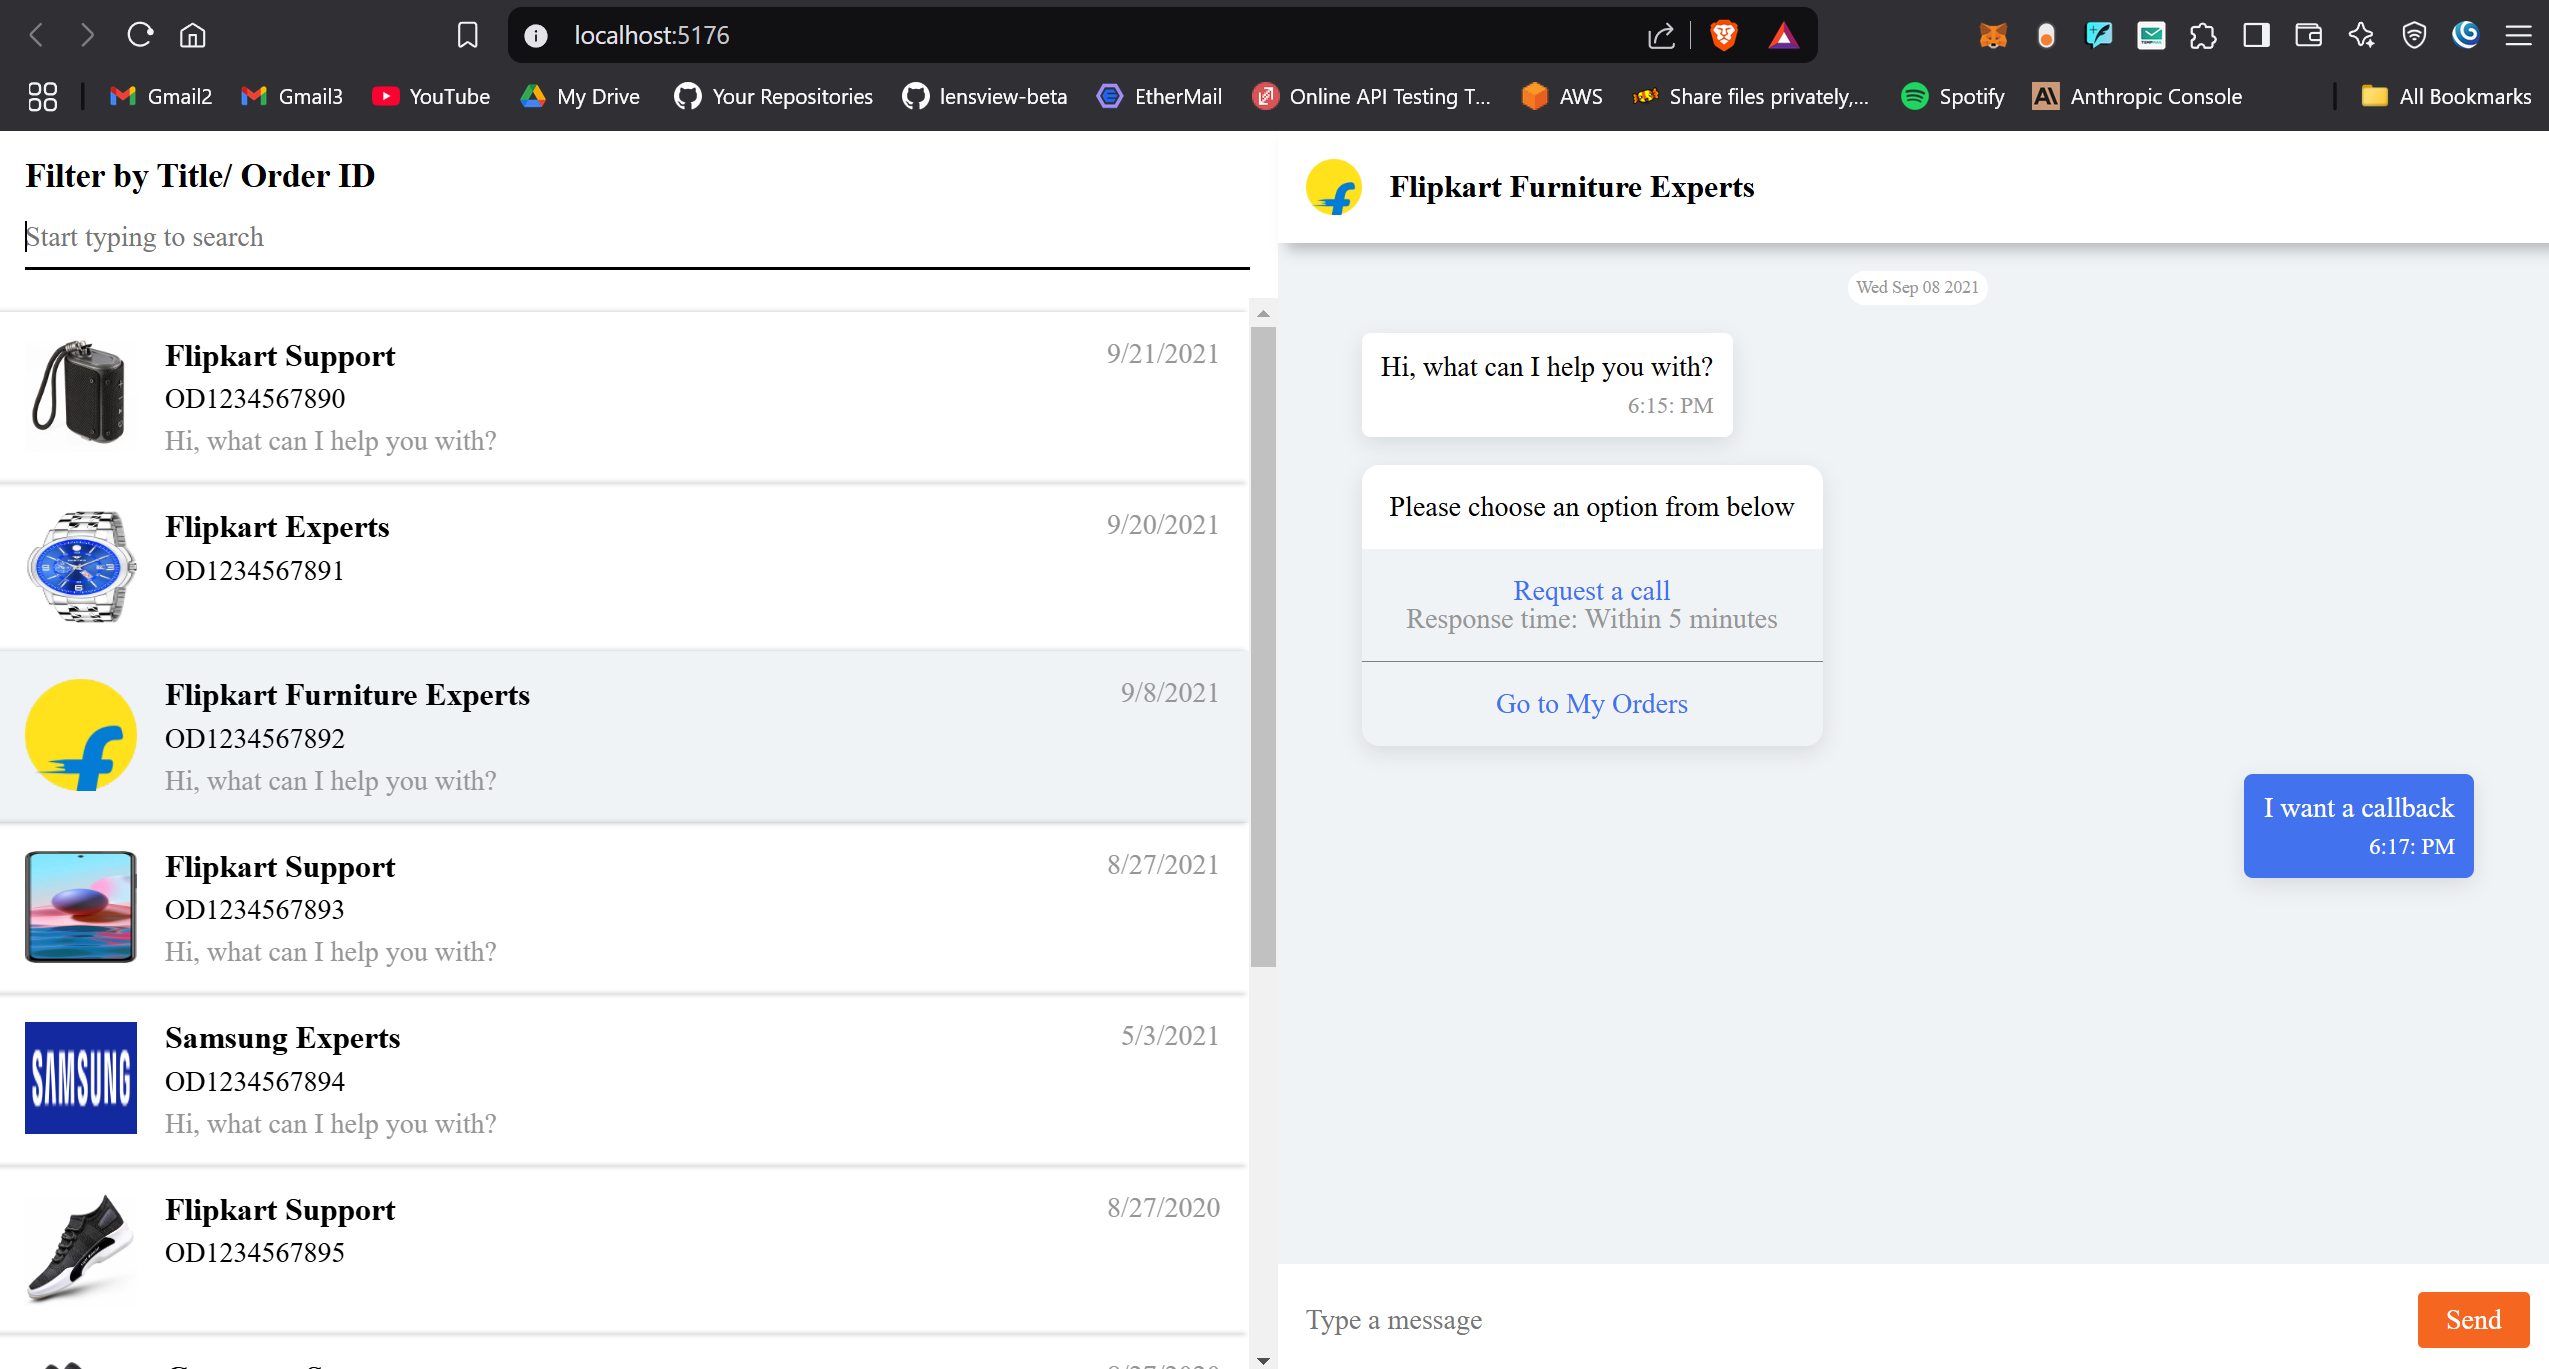 localhost:5176
Gmail2
Gmail3
YouTube
My Drive
Your Repositories
lensview-beta
EtherMail
Online API Testing T...
AWS
Share files privately,...
Spotify
Anthropic Console
All Bookmarks
Filter by Title/ Order ID
Start typing to search
Flipkart Support
9/21/2021
OD1234567890
Hi, what can I help you with?
Flipkart Experts
9/20/2021
OD1234567891
Flipkart Furniture Experts
9/8/2021
OD1234567892
Hi, what can I help you with?
Flipkart Support
8/27/2021
OD1234567893
Hi, what can I help you with?
SAMSUNG
Samsung Experts
5/3/2021
OD1234567894
Hi, what can I help you with?
Flipkart Support
8/27/2020
OD1234567895
Flipkart Furniture Experts
Wed Sep 08 2021
Hi, what can I help you with?
6:15: PM
Please choose an option from below
Request a call
Response time: Within 5 minutes
Go to My Orders
I want a callback
6:17: PM
Type a message
Send